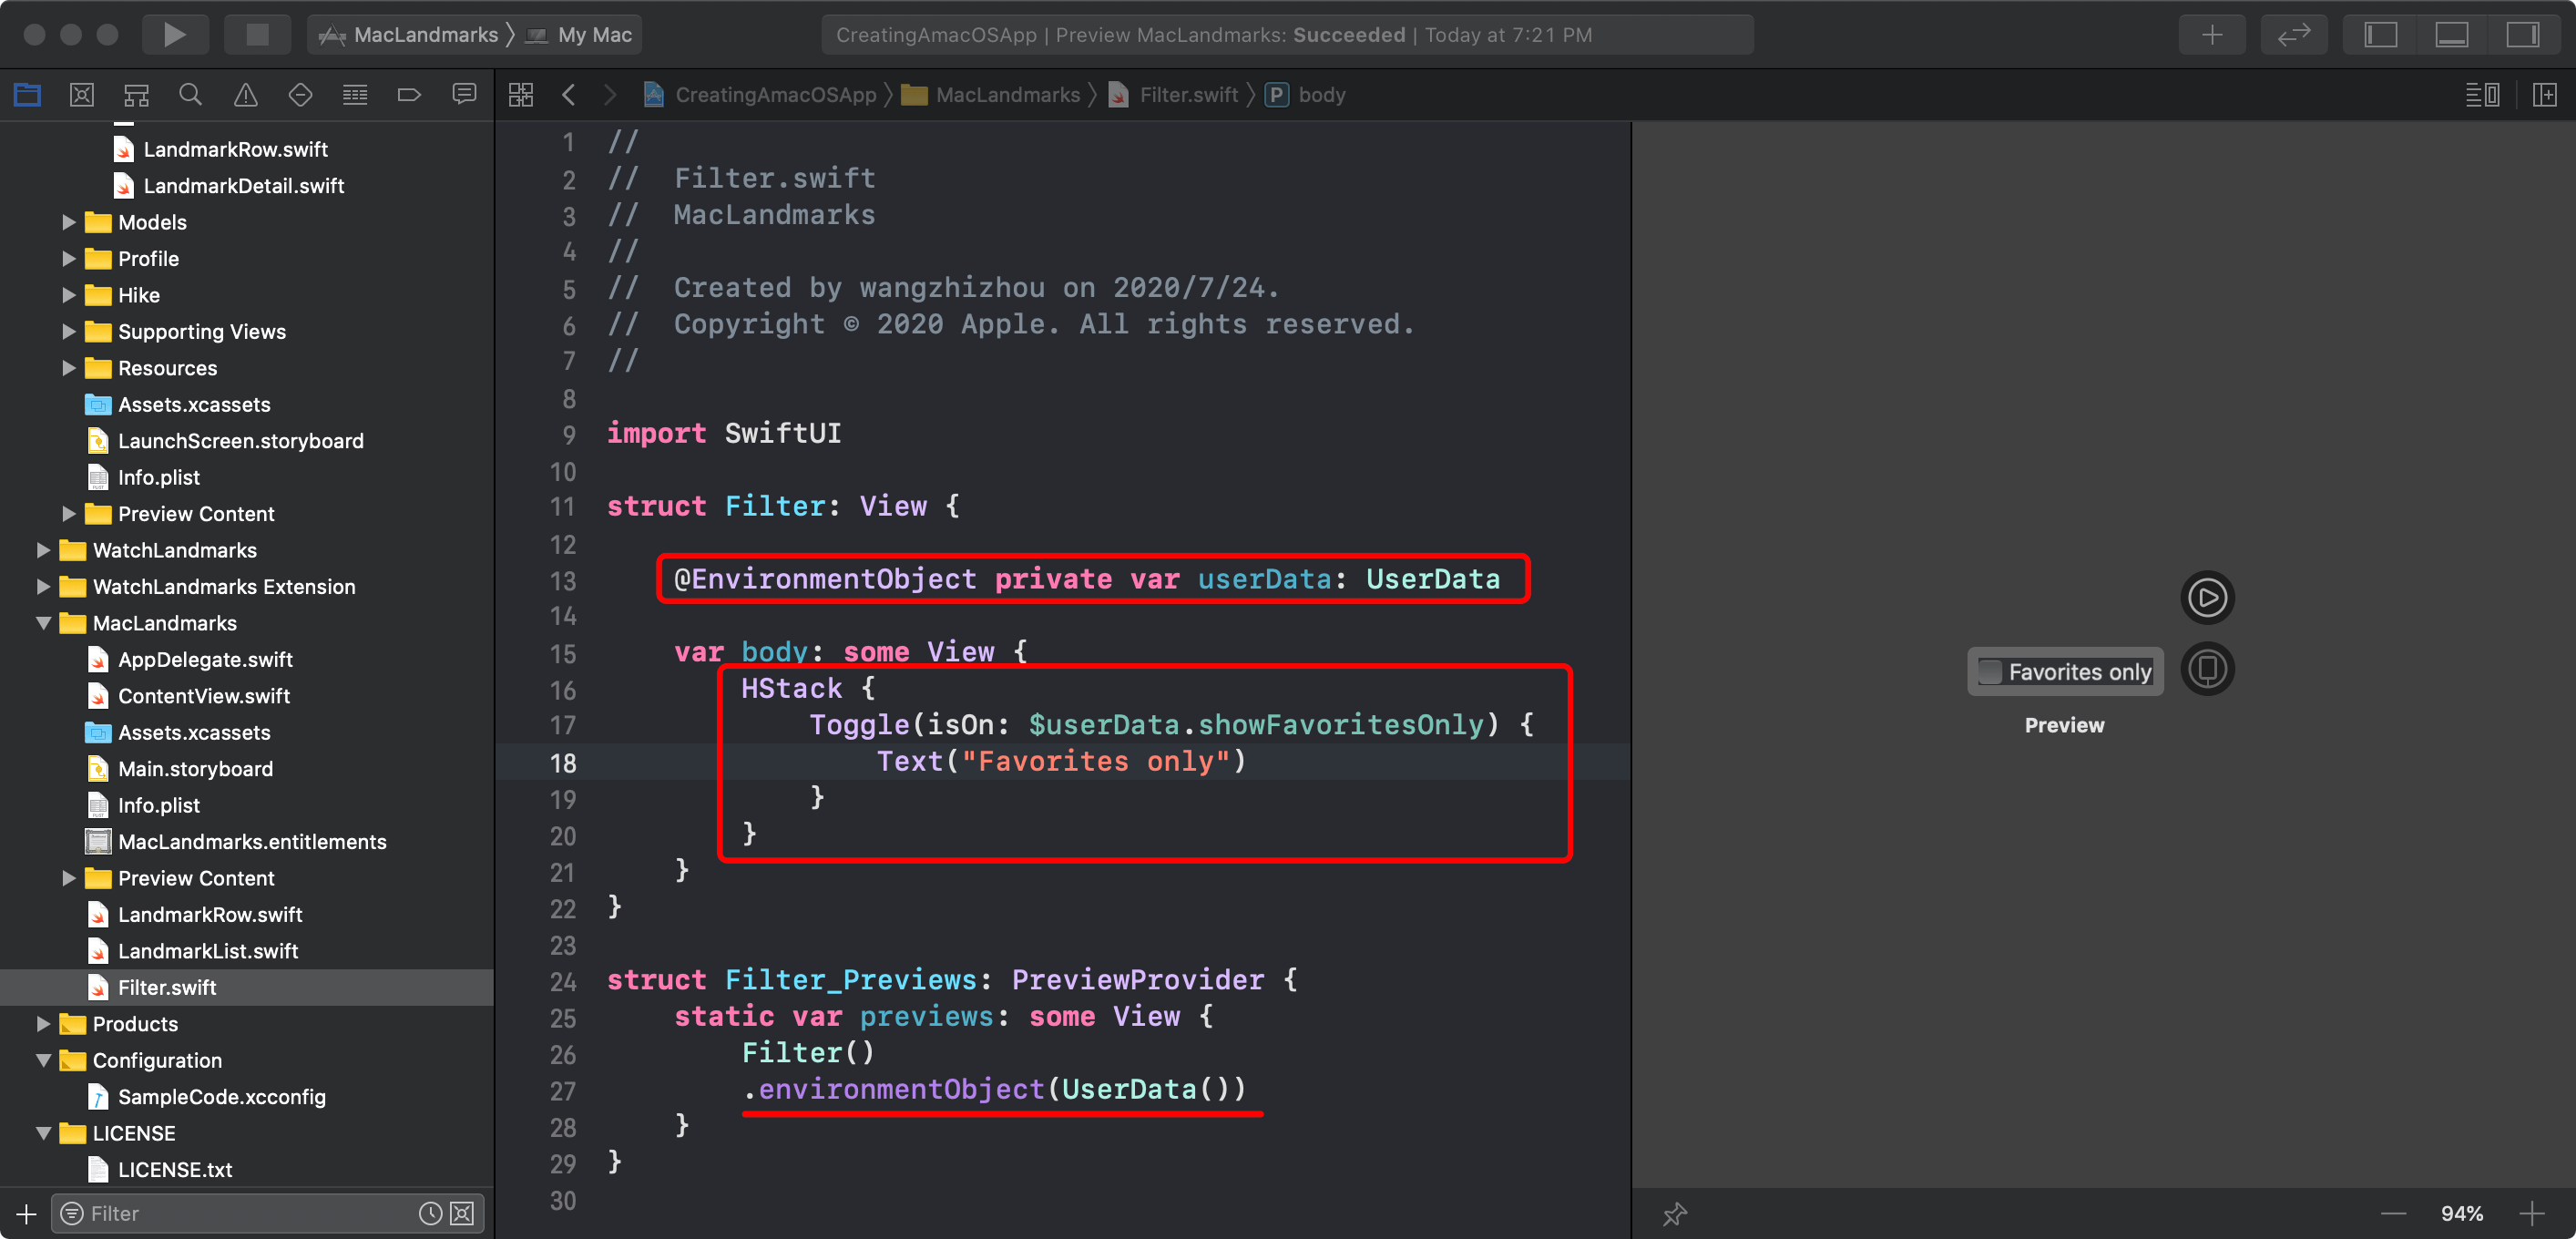 MacLandmarks 〉 My Mac
CreatingAmacOSApp | Preview MacLandmarks: Succeeded | Today at 7:21 PM
CreatingAmacOSApp 〉 MacLandmarks 〉 Filter.swift 〉 P body
LandmarkRow.swift
LandmarkDetail.swift
Models
Profile
Hike
Supporting Views
Resources
Assets.xcassets
LaunchScreen.storyboard
Info.plist
Preview Content
WatchLandmarks
WatchLandmarks Extension
MacLandmarks
AppDelegate.swift
ContentView.swift
Assets.xcassets
Main.storyboard
Info.plist
MacLandmarks.entitlements
Preview Content
LandmarkRow.swift
LandmarkList.swift
Filter.swift
Products
Configuration
SampleCode.xcconfig
LICENSE
LICENSE.txt
Filter
1 //
2 //  Filter.swift
3 //  MacLandmarks
4 //
5 //  Created by wangzhizhou on 2020/7/24.
6 //  Copyright © 2020 Apple. All rights reserved.
7 //
8
9 import SwiftUI
10
11 struct Filter: View {
12
13     @EnvironmentObject private var userData: UserData
14
15     var body: some View {
16         HStack {
17             Toggle(isOn: $userData.showFavoritesOnly) {
18                 Text("Favorites only")
19             }
20         }
21     }
22 }
23
24 struct Filter_Previews: PreviewProvider {
25     static var previews: some View {
26         Filter()
27         .environmentObject(UserData())
28     }
29 }
30
Favorites only
Preview
94%